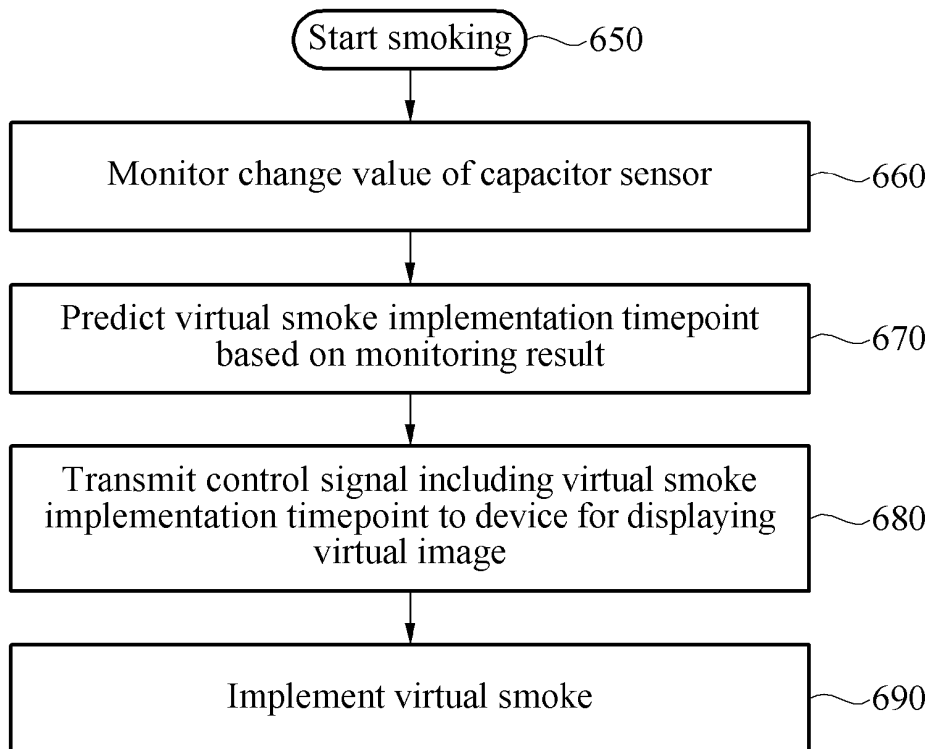 Start smoking
650
Monitor change value of capacitor sensor
660
Predict virtual smoke implementation timepoint
based on monitoring result
670
Transmit control signal including virtual smoke
implementation timepoint to device for displaying
virtual image
680
Implement virtual smoke
690